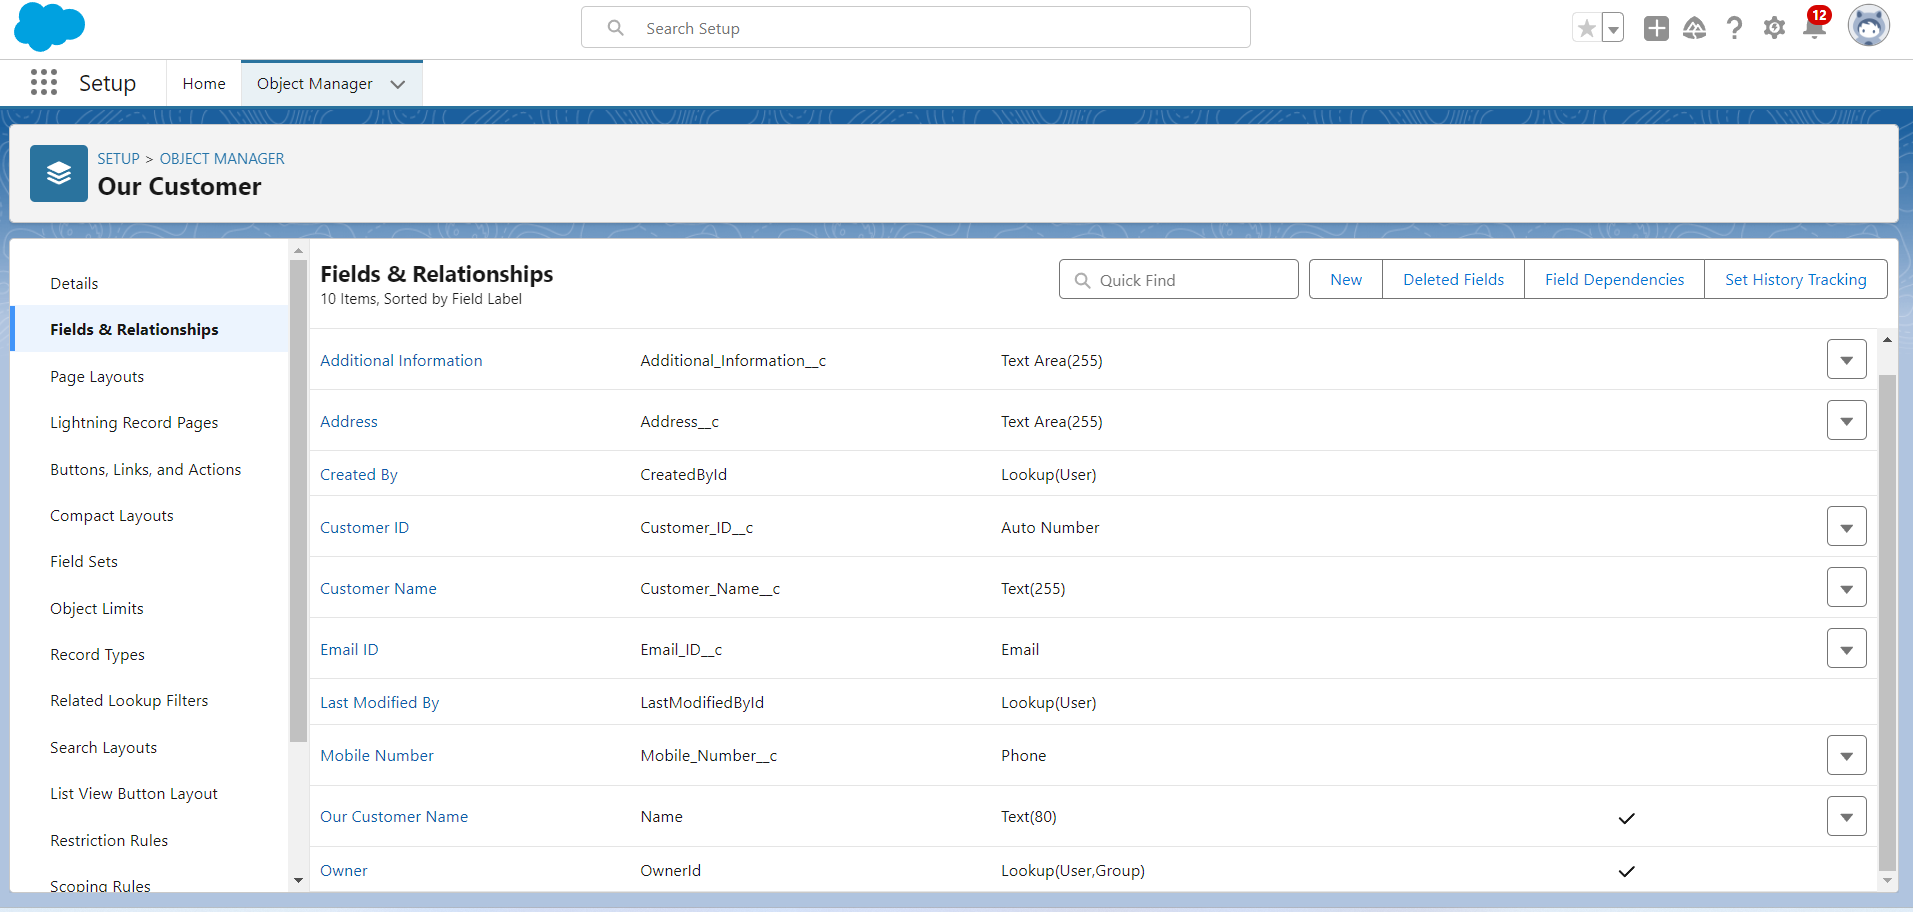 Search Setup
12
Setup
Home
Object Manager
SETUP > OBJECT MANAGER
Our Customer
Details
Fields & Relationships
Page Layouts
Lightning Record Pages
Buttons, Links, and Actions
Compact Layouts
Field Sets
Object Limits
Record Types
Related Lookup Filters
Search Layouts
List View Button Layout
Restriction Rules
Scoping Rules
Fields & Relationships
10 Items, Sorted by Field Label
Quick Find
New
Deleted Fields
Field Dependencies
Set History Tracking
Additional Information Additional_Information__c Text Area(255)
Address Address__c Text Area(255)
Created By CreatedById Lookup(User)
Customer ID Customer_ID__c Auto Number
Customer Name Customer_Name__c Text(255)
Email ID Email_ID__c Email
Last Modified By LastModifiedById Lookup(User)
Mobile Number Mobile_Number__c Phone
Our Customer Name Name Text(80)
Owner OwnerId Lookup(User,Group)